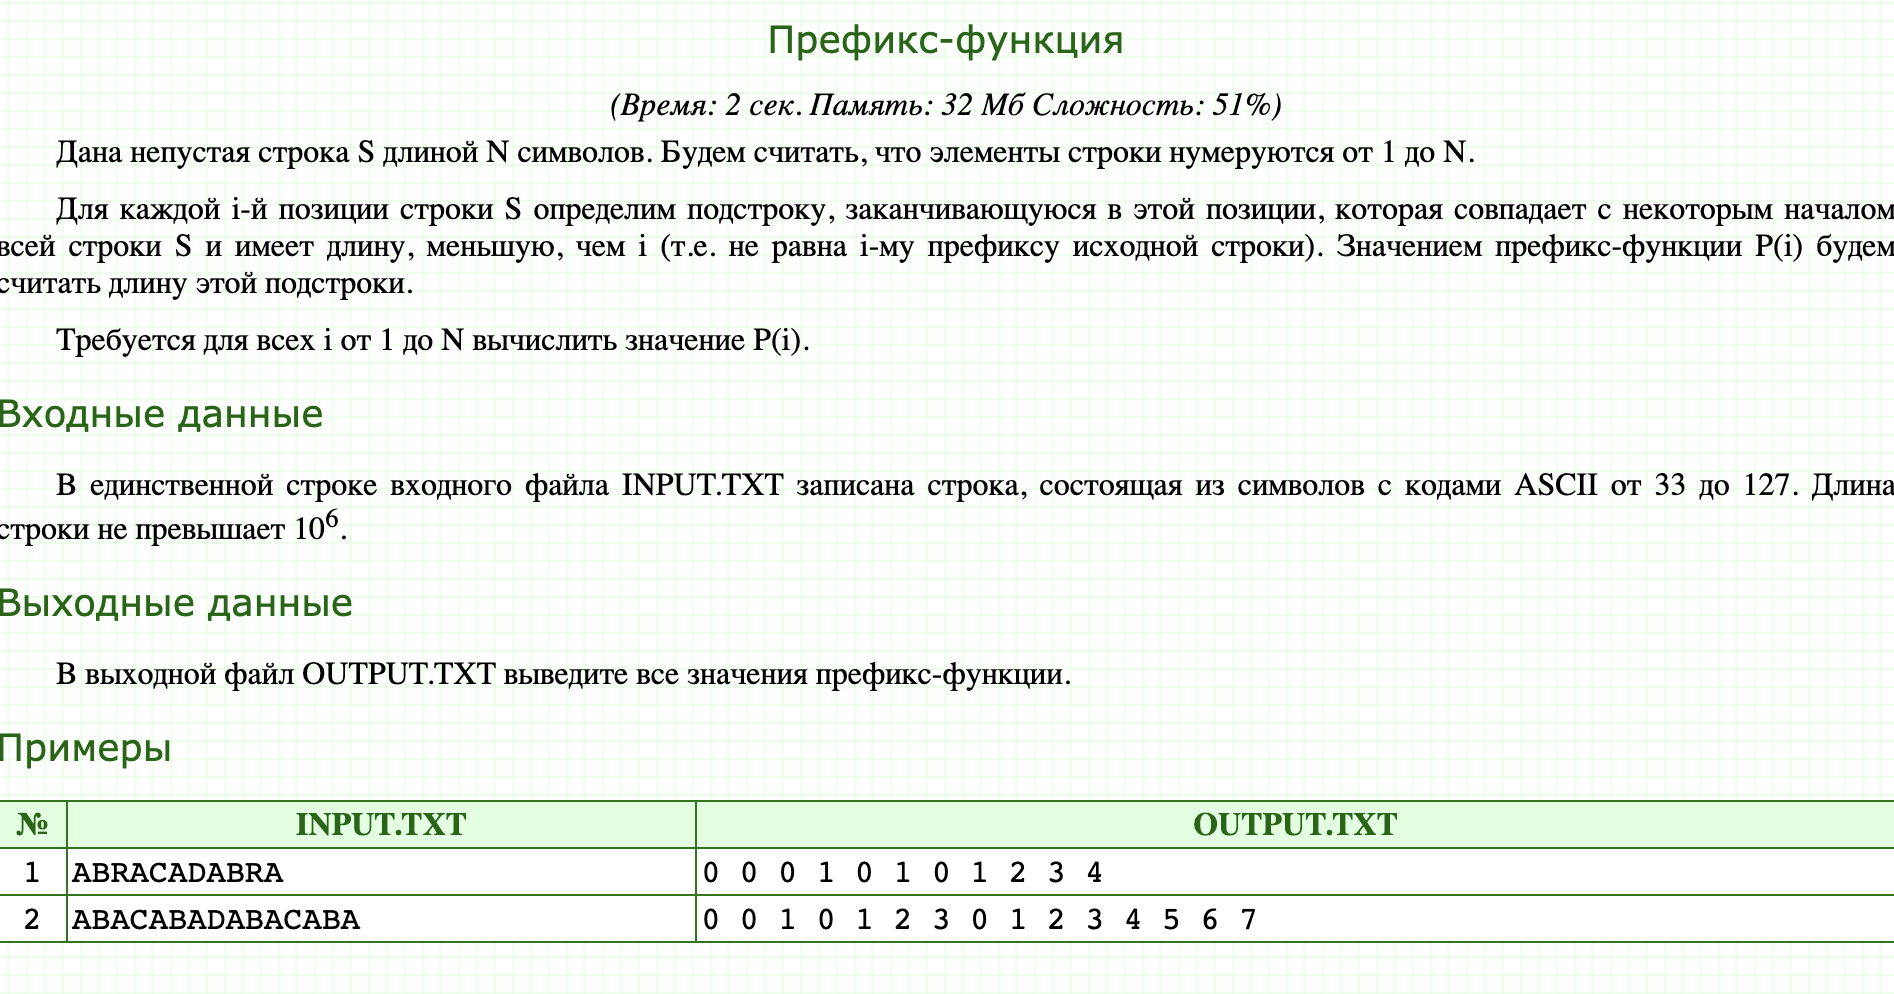 Префикс-функция
(Время: 2 сек. Память: 32 Мб Сложность: 51%)
Дана непустая строка S длиной N символов. Будем считать, что элементы строки нумеруются от 1 до N.
Для каждой i-й позиции строки S определим подстроку, заканчивающуюся в этой позиции, которая совпадает с некоторым началом
всей строки S и имеет длину, меньшую, чем i (т.е. не равна i-му префиксу исходной строки). Значением префикс-функции P(i) будем
считать длину этой подстроки.
Требуется для всех i от 1 до N вычислить значение P(i).
Входные данные
В единственной строке входного файла INPUT.TXT записана строка, состоящая из символов с кодами ASCII от 33 до 127. Длина
строки не превышает 10^6.
Выходные данные
В выходной файл OUTPUT.TXT выведите все значения префикс-функции.
Примеры
№ INPUT.TXT OUTPUT.TXT
1 ABRACADABRA 0 0 0 1 0 1 0 1 2 3 4
2 ABACABADABACABA 0 0 1 0 1 2 3 0 1 2 3 4 5 6 7